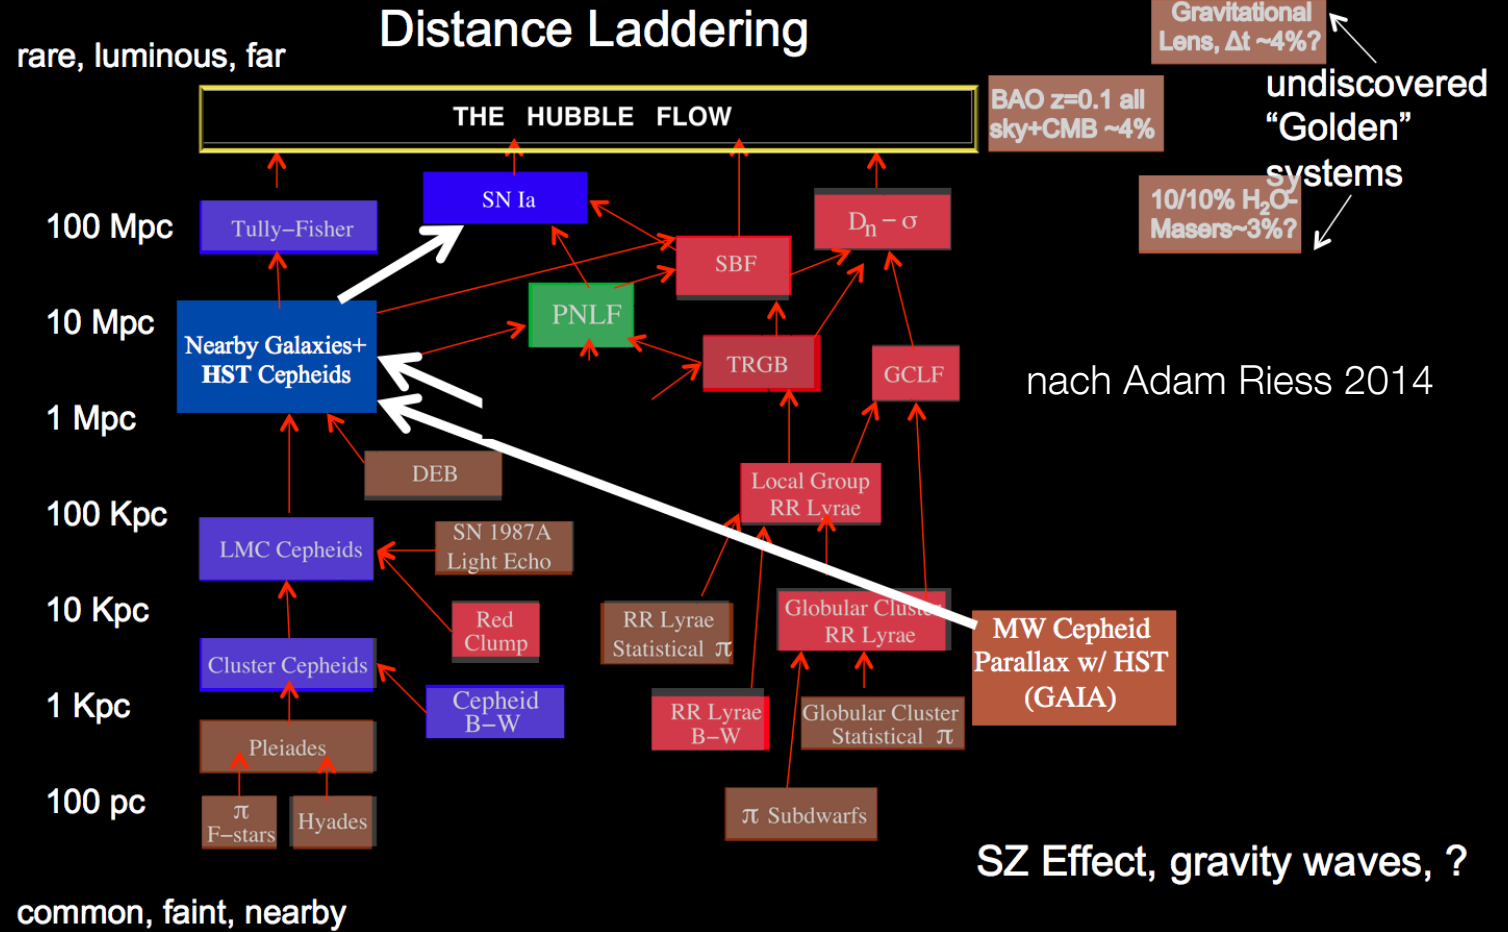 Distance Laddering
rare, luminous, far
Gravitational
Lens, Δt ~4%?
undiscovered
“Golden”
systems
THE HUBBLE FLOW
BAO z=0.1 all
sky+CMB ~4%
10/10% H₂O-
Masers~3%?
100 Mpc
Tully–Fisher
SN Ia
Dₙ – σ
SBF
10 Mpc
PNLF
Nearby Galaxies+
HST Cepheids
TRGB
GCLF
nach Adam Riess 2014
1 Mpc
DEB
Local Group
RR Lyrae
100 Kpc
LMC Cepheids
SN 1987A
Light Echo
10 Kpc
Red
Clump
RR Lyrae
Statistical π
Globular Cluster
RR Lyrae
MW Cepheid
Parallax w/ HST
(GAIA)
Cluster Cepheids
1 Kpc
Cepheid
B–W
RR Lyrae
B–W
Globular Cluster
Statistical π
Pleiades
100 pc
π
F–stars
Hyades
π Subdwarfs
SZ Effect, gravity waves, ?
common, faint, nearby